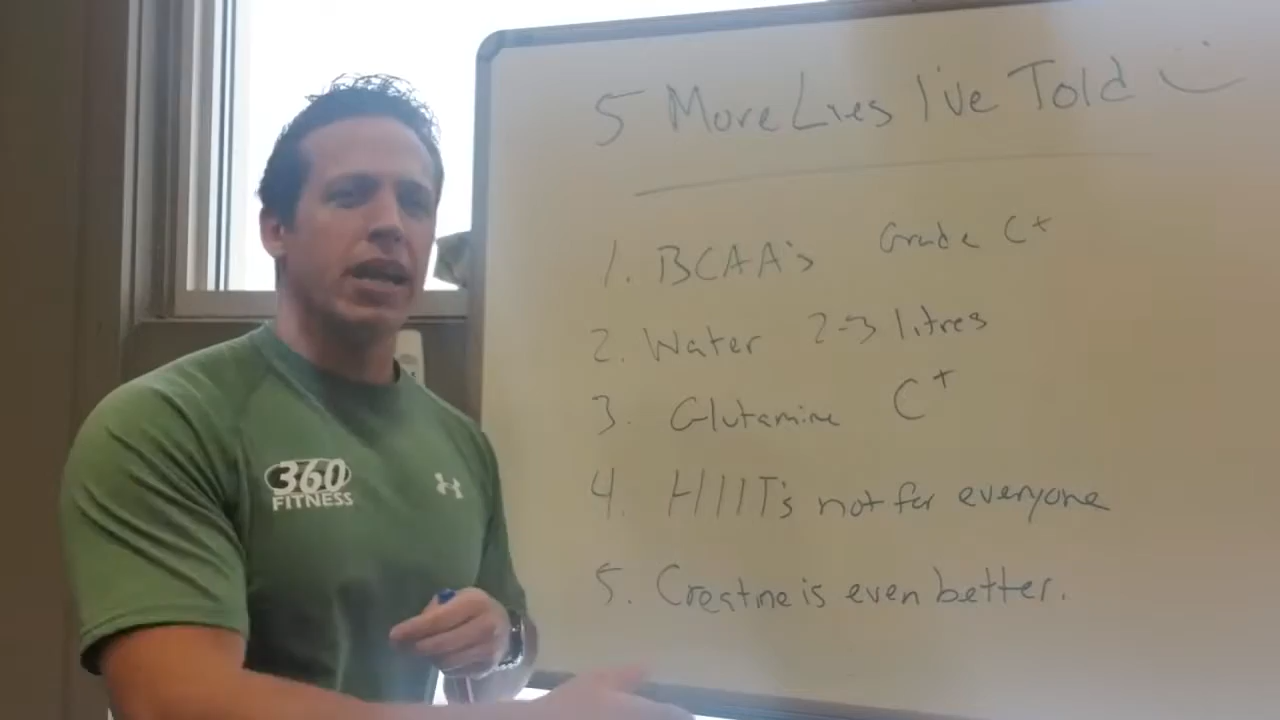 5 More Lies I've Told
1. BCAA's Grade C+
2. Water 2-3 litres
3. Glutamine C+
4. HIIT's not for everyone
5. Creatine is even better.
360
FITNESS